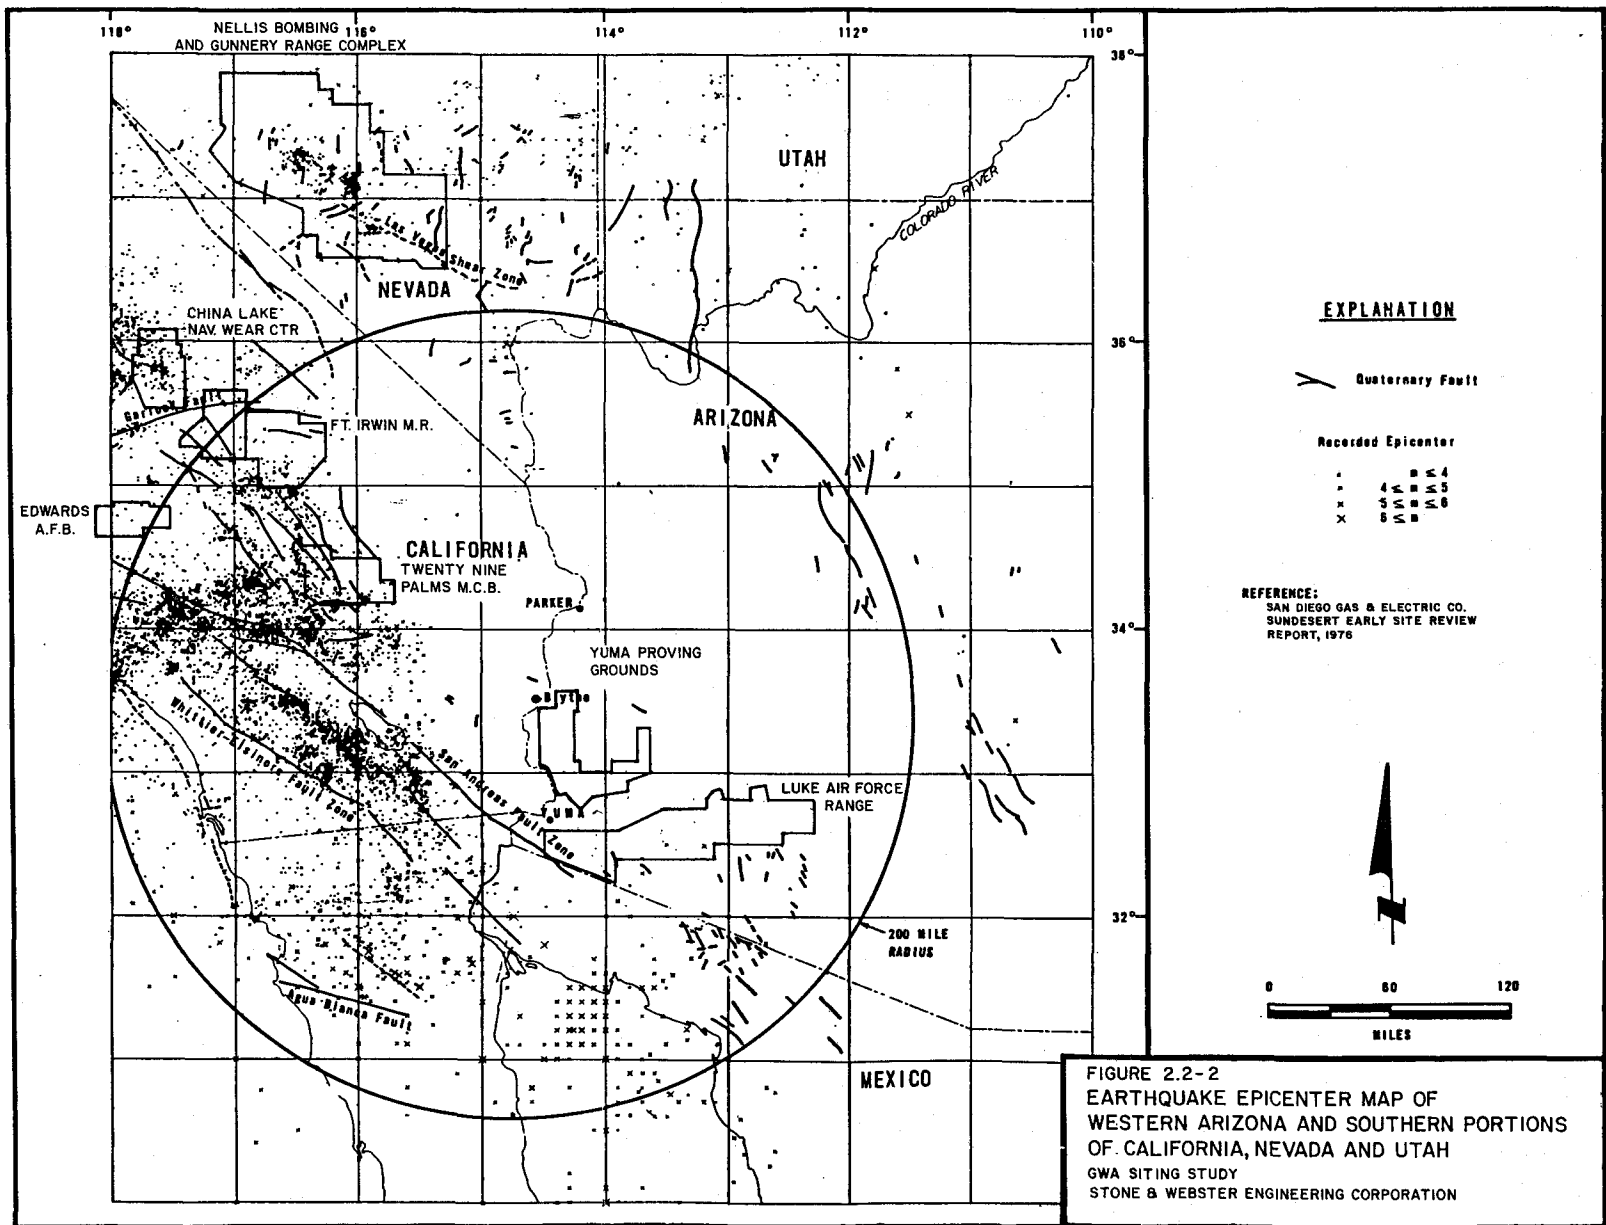 NELLIS BOMBING
AND GUNNERY RANGE COMPLEX
118°
116°
114°
112°
110°
38°
UTAH
COLORADO RIVER
Las Vegas Shear Zone
NEVADA
CHINA LAKE
NAV. WEAR CTR
36°
Garlock Fault
FT. IRWIN M.R.
ARIZONA
EDWARDS
A.F.B.
CALIFORNIA
TWENTY NINE
PALMS M.C.B.
PARKER
34°
YUMA PROVING
GROUNDS
Blythe
Whittier-Elsinore Fault Zone
San Andreas Fault Zone
LUKE AIR FORCE
RANGE
YUMA
32°
200 MILE
RADIUS
Agua Blanca Fault
MEXICO
EXPLANATION
Quaternary Fault
Recorded Epicenter
m ≤ 4
4 ≤ m ≤ 5
5 ≤ m ≤ 6
6 ≤ m
REFERENCE:
SAN DIEGO GAS & ELECTRIC CO.
SUNDESERT EARLY SITE REVIEW
REPORT, 1976
N
0 60 120
MILES
FIGURE 2.2-2
EARTHQUAKE EPICENTER MAP OF
WESTERN ARIZONA AND SOUTHERN PORTIONS
OF CALIFORNIA, NEVADA AND UTAH
GWA SITING STUDY
STONE & WEBSTER ENGINEERING CORPORATION